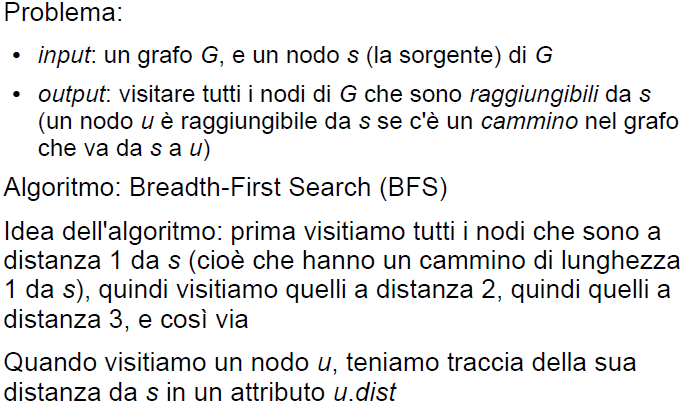 Problema:
• input: un grafo G, e un nodo s (la sorgente) di G
• output: visitare tutti i nodi di G che sono raggiungibili da s
(un nodo u è raggiungibile da s se c'è un cammino nel grafo
che va da s a u)
Algoritmo: Breadth-First Search (BFS)
Idea dell'algoritmo: prima visitiamo tutti i nodi che sono a
distanza 1 da s (cioè che hanno un cammino di lunghezza
1 da s), quindi visitiamo quelli a distanza 2, quindi quelli a
distanza 3, e così via
Quando visitiamo un nodo u, teniamo traccia della sua
distanza da s in un attributo u.dist